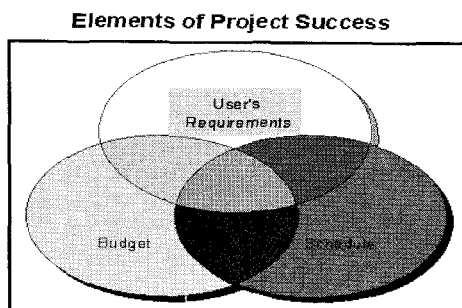 Elements of Project Success
User's
Requirements
Budget
Schedule